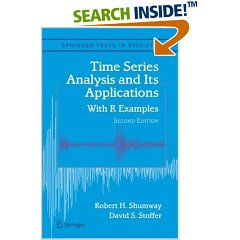 SEARCH INSIDE!™
SPRINGER TEXTS IN STATISTICS
Time Series
Analysis and Its
Applications
With R Examples
SECOND EDITION
Robert H. Shumway
David S. Stoffer
Springer